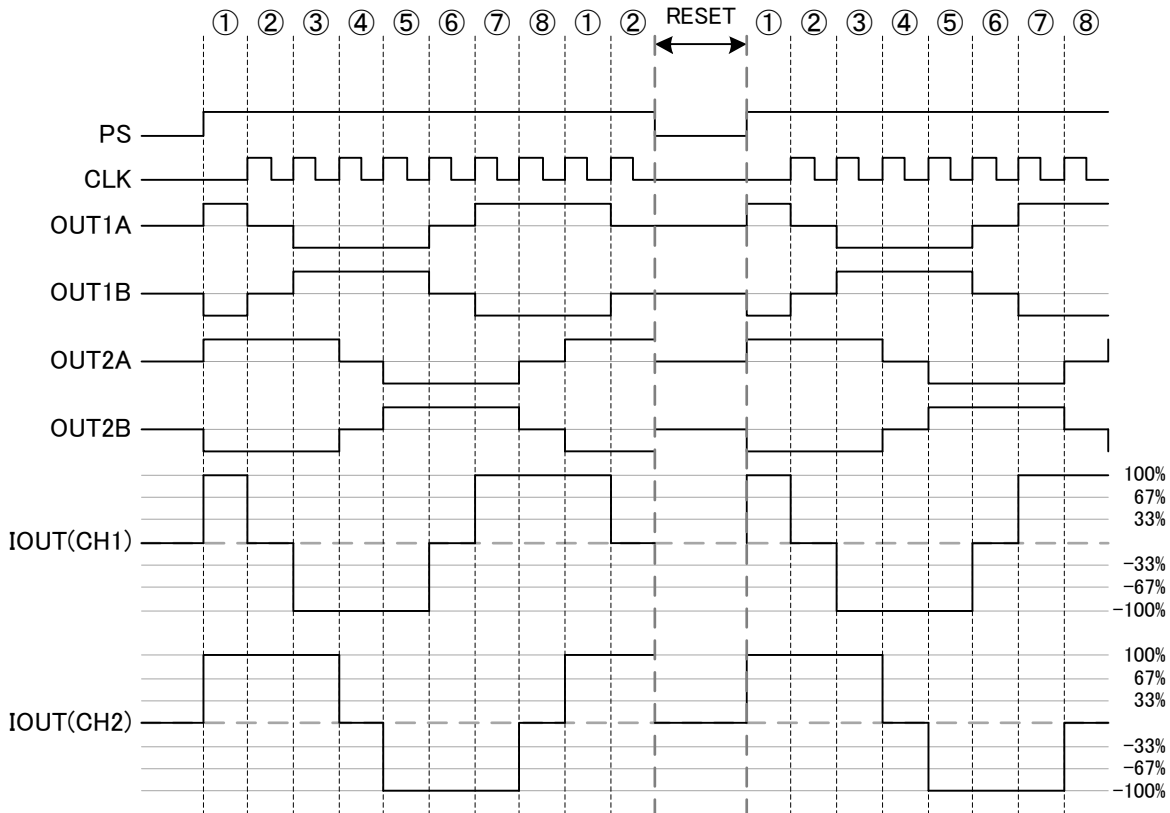 ① ② ③ ④ ⑤ ⑥ ⑦ ⑧ ① ② RESET ① ② ③ ④ ⑤ ⑥ ⑦ ⑧
PS
CLK
OUT1A
OUT1B
OUT2A
OUT2B
IOUT(CH1)
100%
67%
33%
-33%
-67%
-100%
IOUT(CH2)
100%
67%
33%
-33%
-67%
-100%